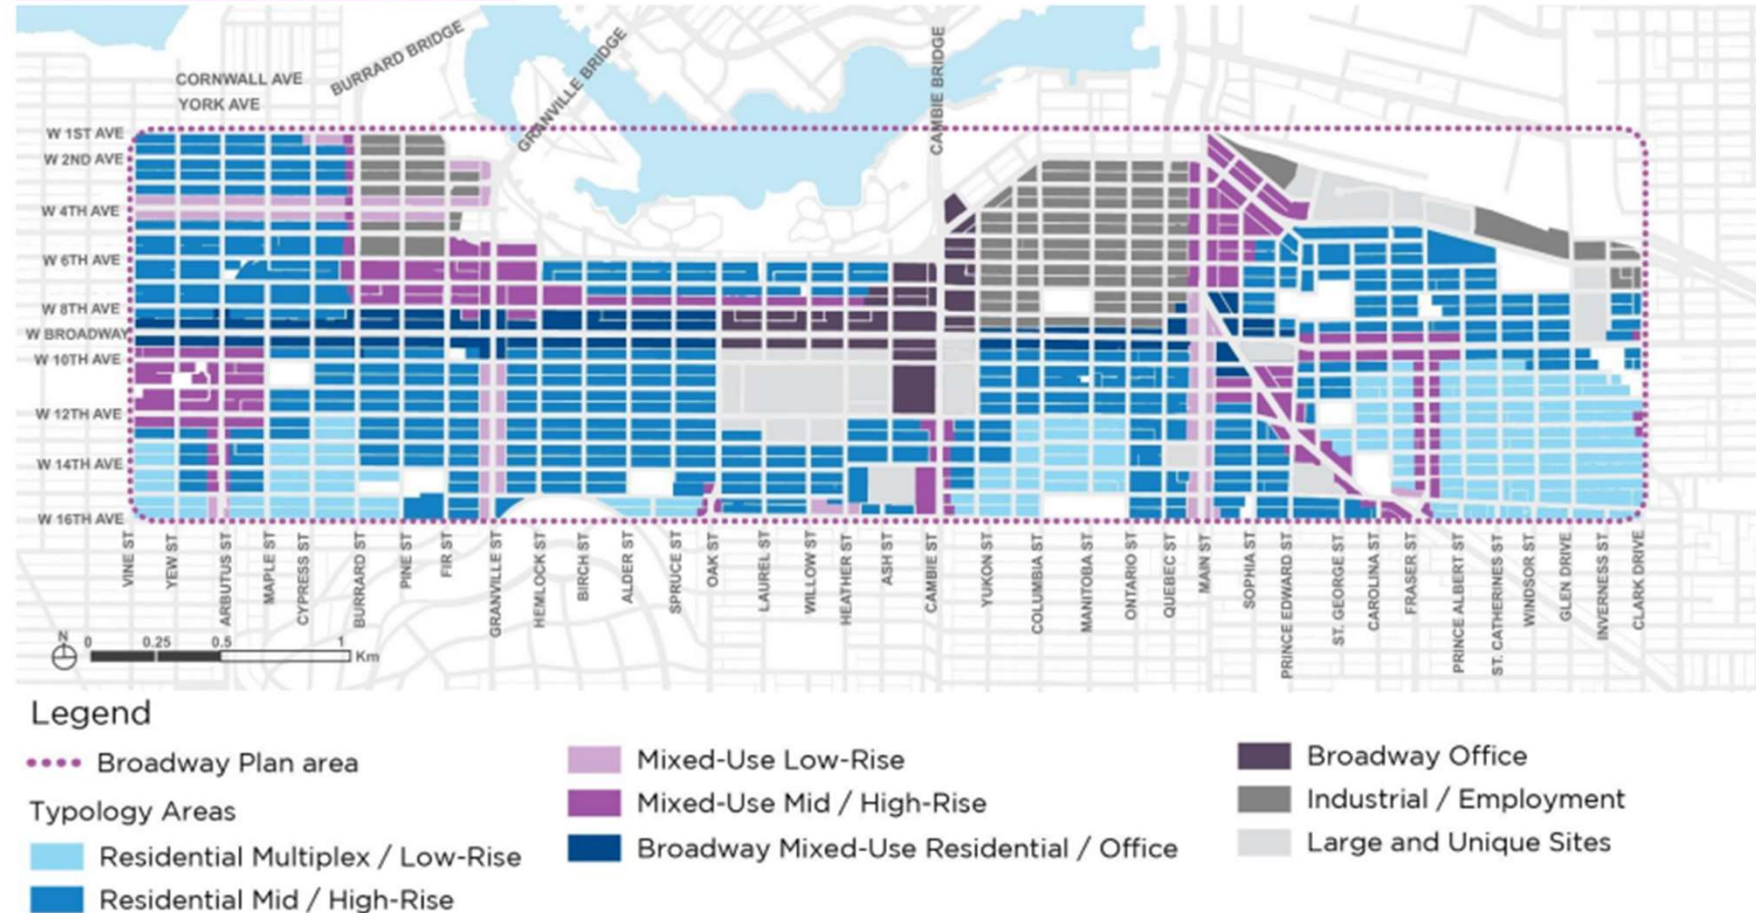 CORNWALL AVE
YORK AVE
BURRARD BRIDGE
GRANVILLE BRIDGE
CAMBIE BRIDGE
W 1ST AVE
W 2ND AVE
W 4TH AVE
W 6TH AVE
W 8TH AVE
W BROADWAY
W 10TH AVE
W 12TH AVE
W 14TH AVE
W 16TH AVE
VINE ST
YEW ST
ARBUTUS ST
MAPLE ST
CYPRESS ST
BURRARD ST
PINE ST
FIR ST
GRANVILLE ST
HEMLOCK ST
BIRCH ST
ALDER ST
SPRUCE ST
OAK ST
LAUREL ST
WILLOW ST
HEATHER ST
ASH ST
CAMBIE ST
YUKON ST
COLUMBIA ST
MANITOBA ST
ONTARIO ST
QUEBEC ST
MAIN ST
SOPHIA ST
PRINCE EDWARD ST
ST. GEORGE ST
CAROLINA ST
FRASER ST
PRINCE ALBERT ST
ST. CATHERINES ST
WINDSOR ST
GLEN DRIVE
INVERNESS ST
CLARK DRIVE
N
0 0.25 0.5 1
Km
Legend
Broadway Plan area
Typology Areas
Residential Multiplex / Low-Rise
Residential Mid / High-Rise
Mixed-Use Low-Rise
Mixed-Use Mid / High-Rise
Broadway Mixed-Use Residential / Office
Broadway Office
Industrial / Employment
Large and Unique Sites